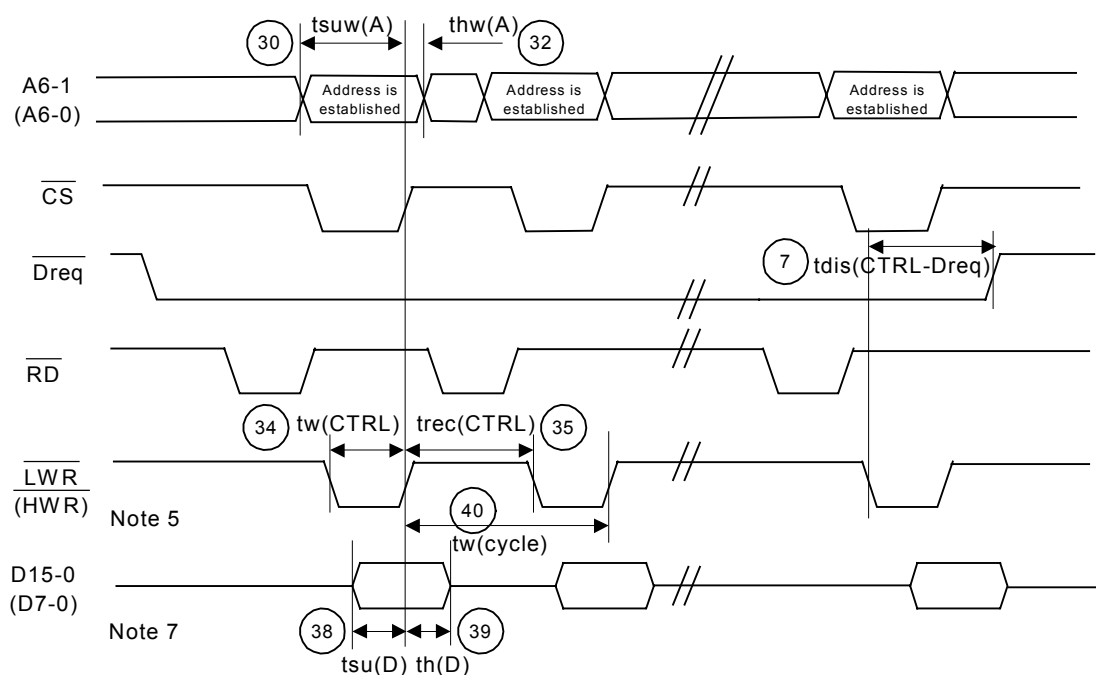 30 tsuw(A) thw(A) 32
A6-1
(A6-0)
Address is
established
Address is
established
Address is
established
CS
Dreq
7 tdis(CTRL-Dreq)
RD
34 tw(CTRL) trec(CTRL) 35
LWR
(HWR)
Note 5
40
tw(cycle)
D15-0
(D7-0)
Note 7
38 39
tsu(D) th(D)